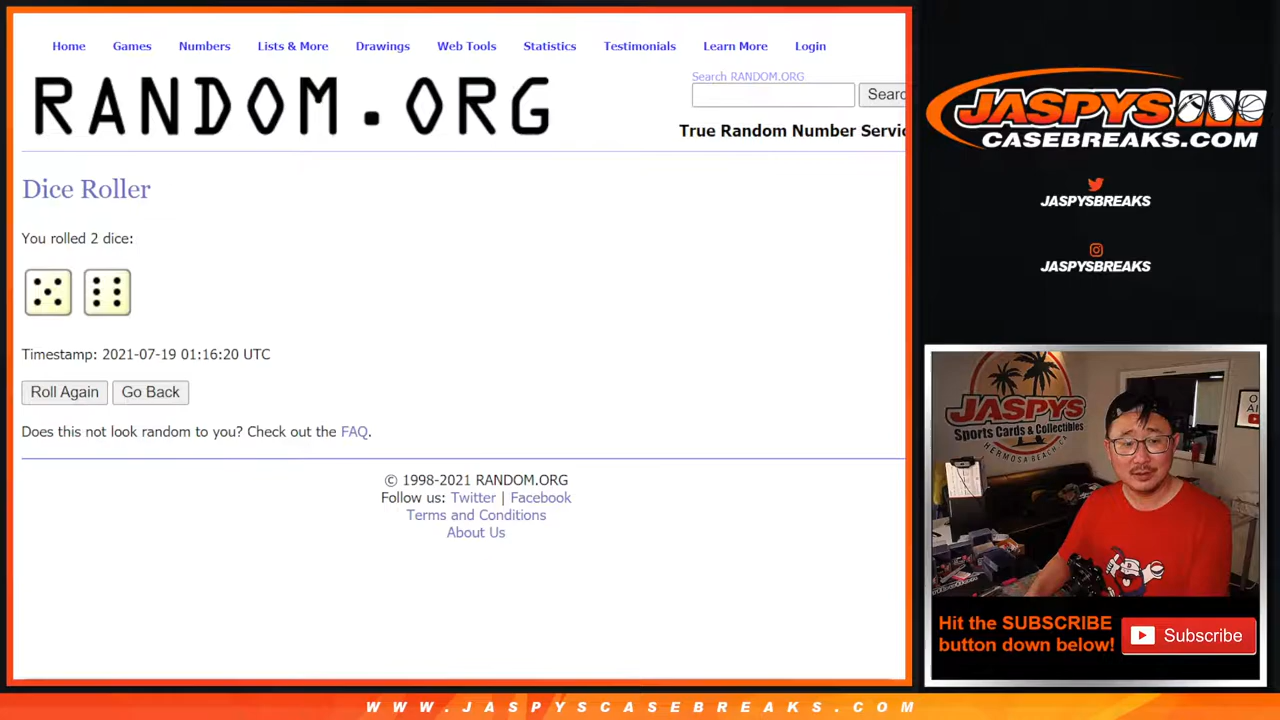 Home Games Numbers Lists & More Drawings Web Tools Statistics Testimonials Learn More Login
RANDOM.ORG
Search RANDOM.ORG
Searc
True Random Number Servic
Dice Roller
You rolled 2 dice:
Timestamp: 2021-07-19 01:16:20 UTC
Roll Again Go Back
Does this not look random to you? Check out the FAQ.
© 1998-2021 RANDOM.ORG
Follow us: Twitter | Facebook
Terms and Conditions
About Us
JASPYS
CASEBREAKS.COM
JASPYSBREAKS
JASPYSBREAKS
JASPYS
Sports Cards & Collectibles
HERMOSA BEACH, CA
Hit the SUBSCRIBE
button down below!
Subscribe
WWW.JASPYSCASEBREAKS.COM